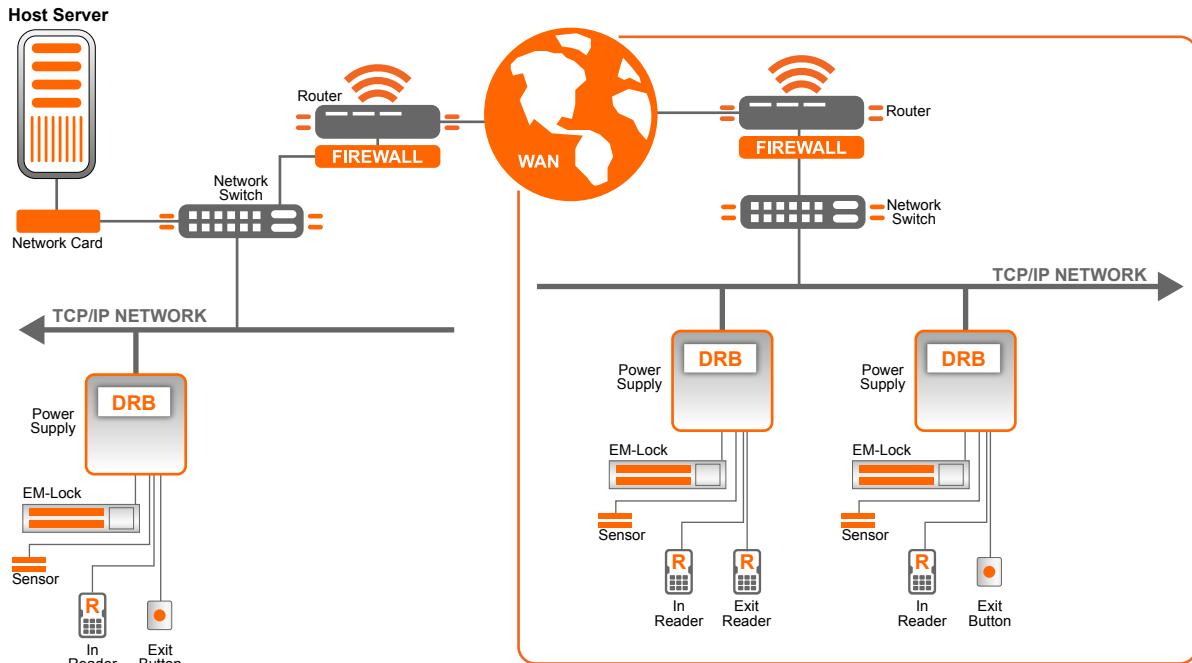 Host Server
Network Card
Network
Switch
Router
FIREWALL
WAN
Router
FIREWALL
Network
Switch
TCP/IP NETWORK
DRB
Power
Supply
EM-Lock
Sensor
R
In
Reader
Exit
Button
TCP/IP NETWORK
DRB
Power
Supply
EM-Lock
Sensor
R
In
Reader
R
Exit
Reader
DRB
Power
Supply
EM-Lock
Sensor
R
In
Reader
Exit
Button